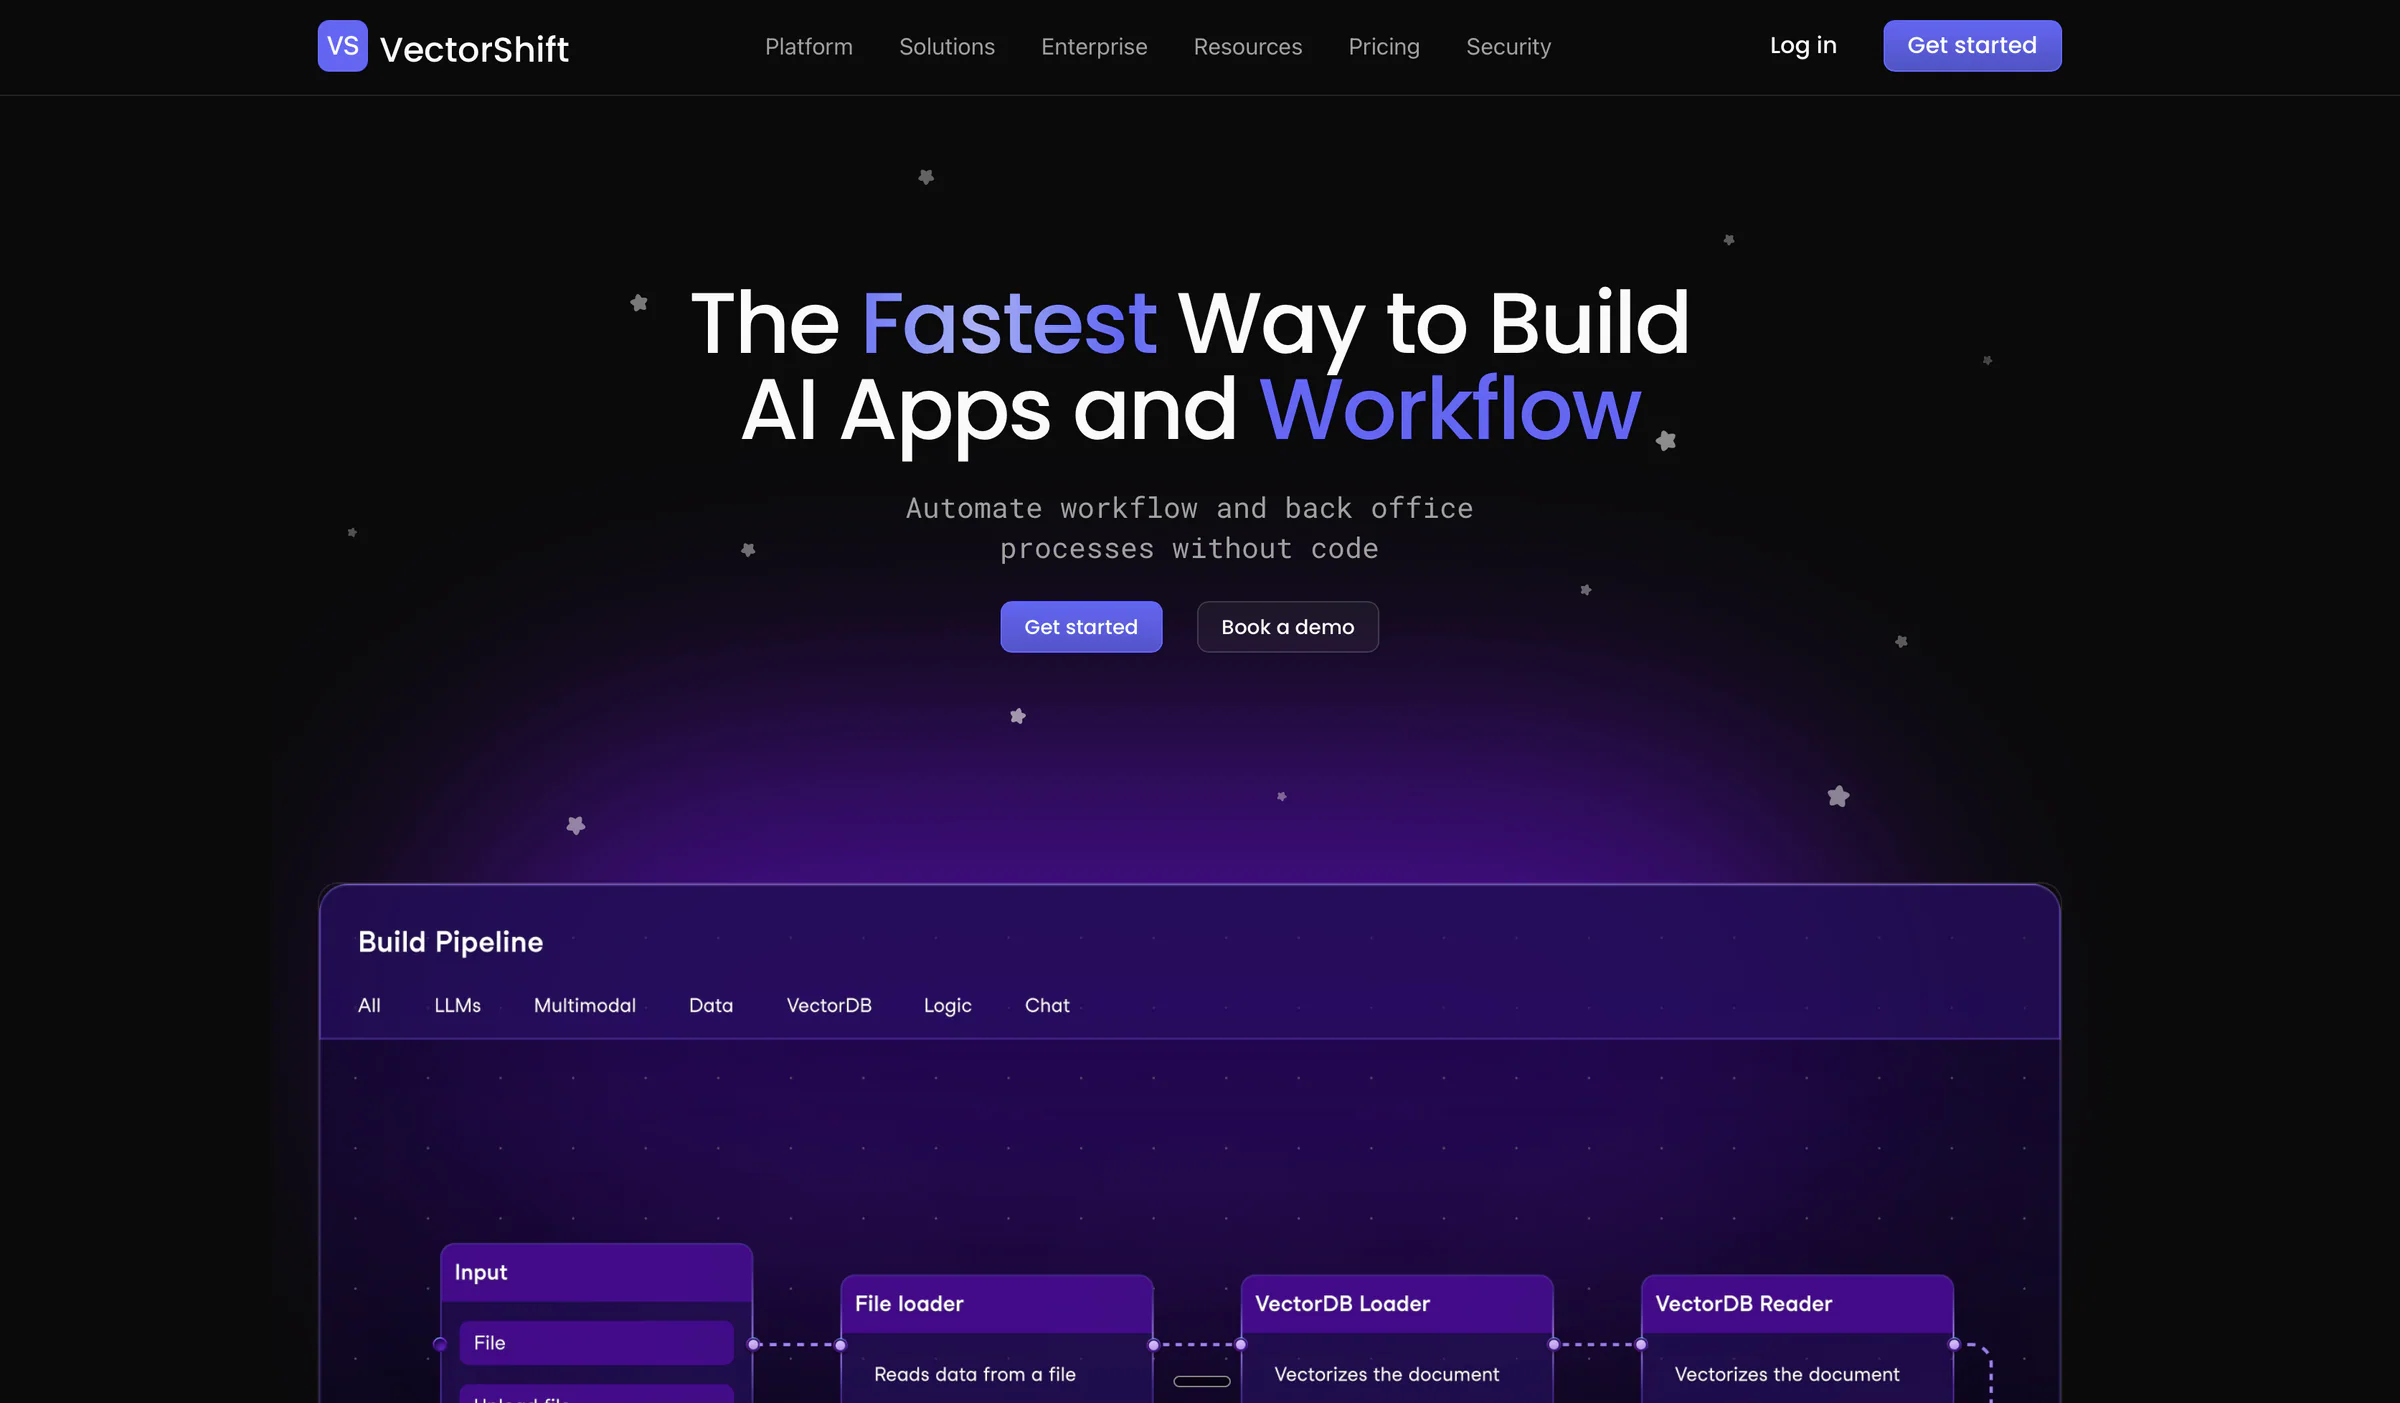 VS VectorShift Platform Solutions Enterprise Resources Pricing Security Log in Get started
The Fastest Way to Build
AI Apps and Workflow
Automate workflow and back office
processes without code
Get started Book a demo
Build Pipeline
All LLMs Multimodal Data VectorDB Logic Chat
Input
File loader VectorDB Loader VectorDB Reader
File
Reads data from a file Vectorizes the document Vectorizes the document